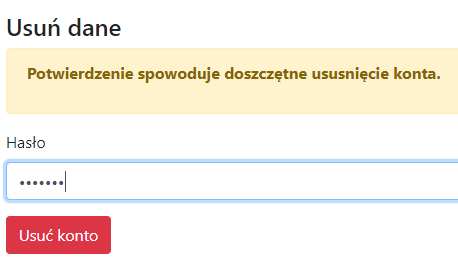 Usuń dane
Potwierdzenie spowoduje doszczętne ususnięcie konta.
Hasło
•••••••
Usuć konto